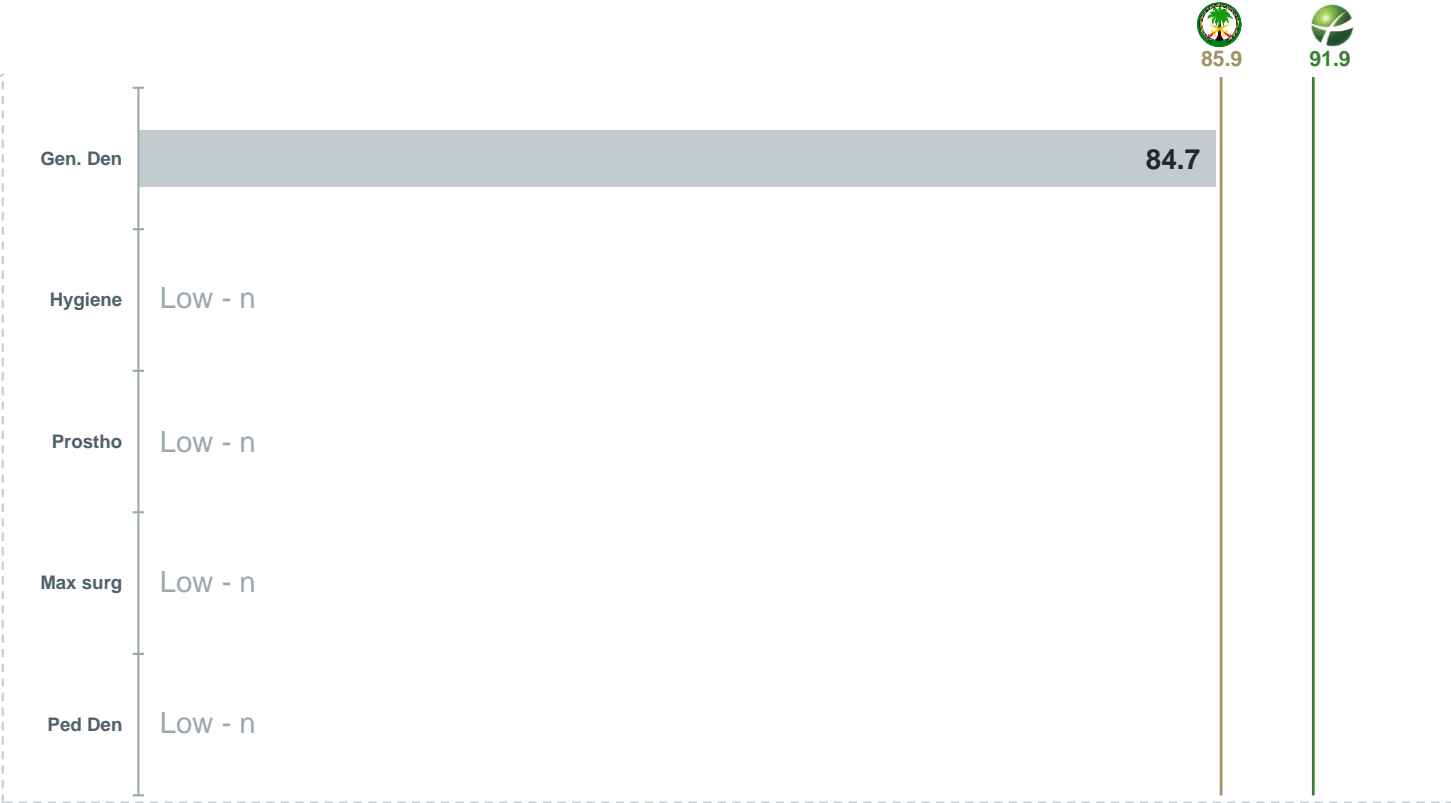 85.9
91.9
Gen. Den
84.7
Hygiene
Low - n
Prostho
Low - n
Max surg
Low - n
Ped Den
Low - n